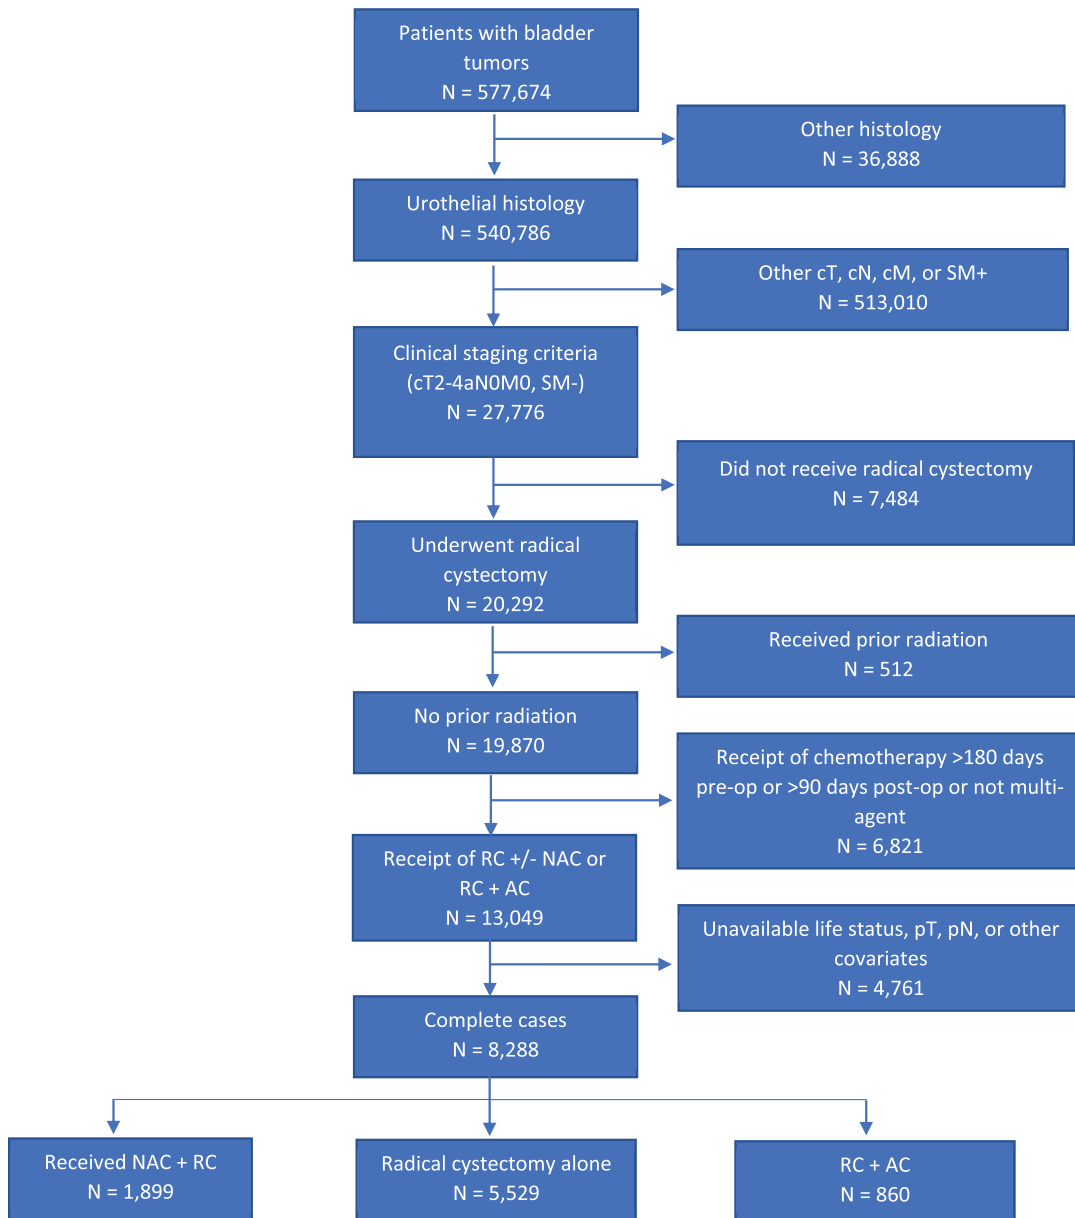 Patients with bladder
tumors
N = 577,674
Other histology
N = 36,888
Urothelial histology
N = 540,786
Other cT, cN, cM, or SM+
N = 513,010
Clinical staging criteria
(cT2-4aN0M0, SM-)
N = 27,776
Did not receive radical cystectomy
N = 7,484
Underwent radical
cystectomy
N = 20,292
Received prior radiation
N = 512
No prior radiation
N = 19,870
Receipt of chemotherapy >180 days
pre-op or >90 days post-op or not multi-
agent
N = 6,821
Receipt of RC +/- NAC or
RC + AC
N = 13,049
Unavailable life status, pT, pN, or other
covariates
N = 4,761
Complete cases
N = 8,288
Received NAC + RC
N = 1,899
Radical cystectomy alone
N = 5,529
RC + AC
N = 860